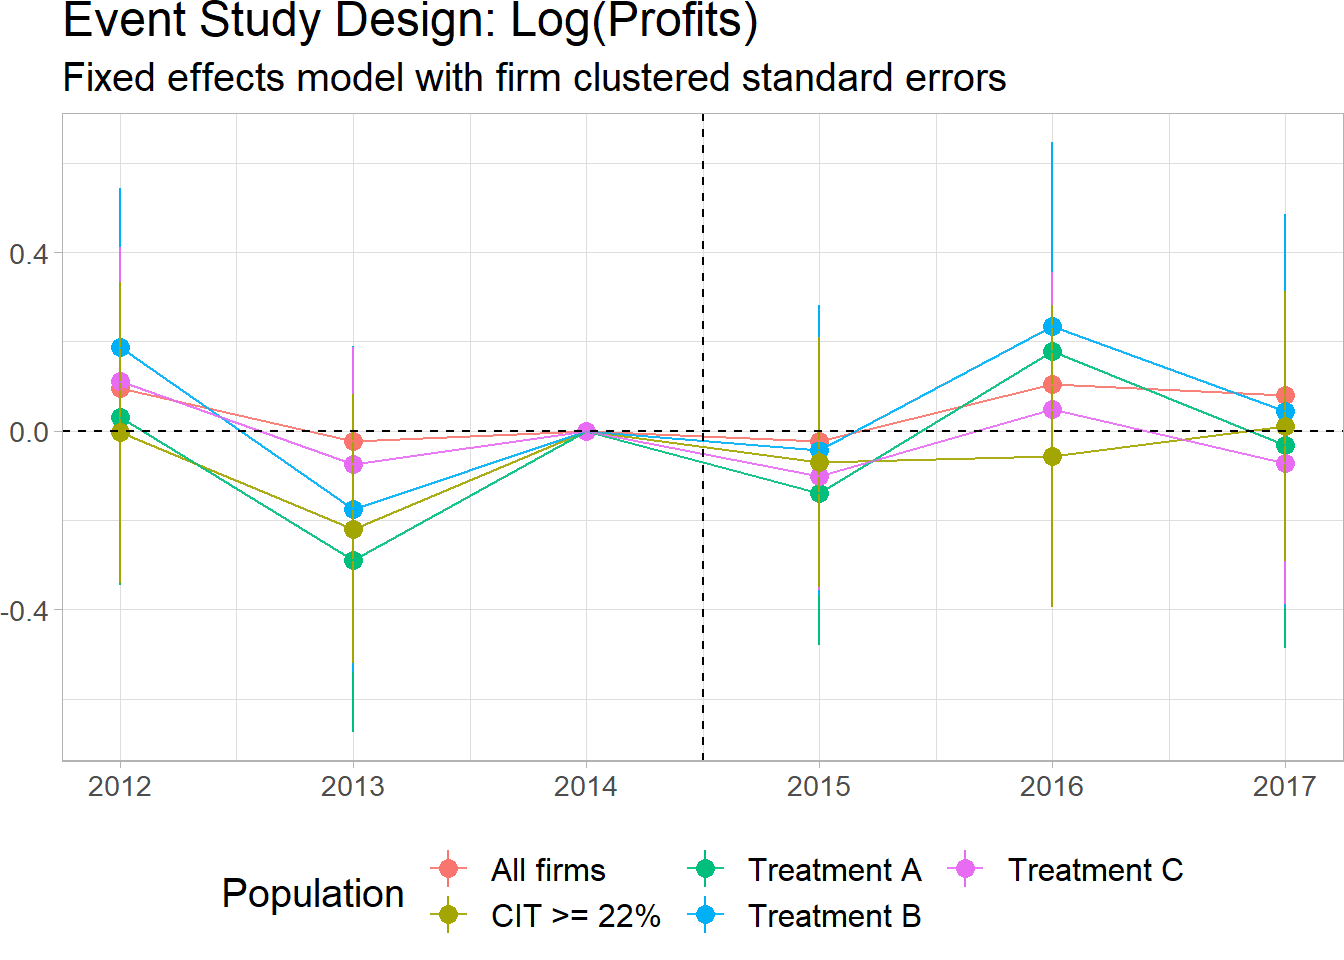 Event Study Design: Log(Profits)
Fixed effects model with firm clustered standard errors
0.4
0.0
-0.4
2012 2013 2014 2015 2016 2017
Population
All firms Treatment A Treatment C
CIT >= 22% Treatment B